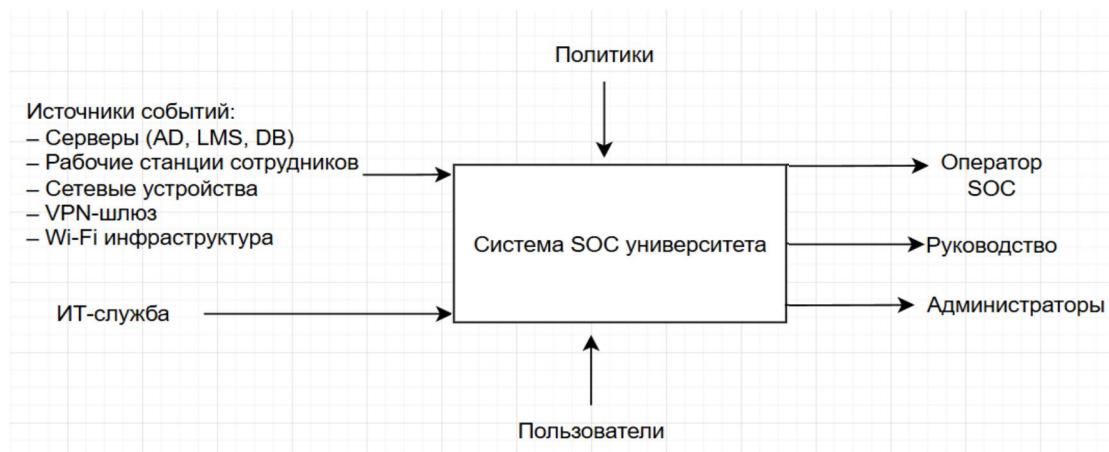 Политики
Источники событий:
– Серверы (AD, LMS, DB)
– Рабочие станции сотрудников
– Сетевые устройства
– VPN-шлюз
– Wi-Fi инфраструктура
ИТ-служба
Система SOC университета
Оператор
SOC
Руководство
Администраторы
Пользователи